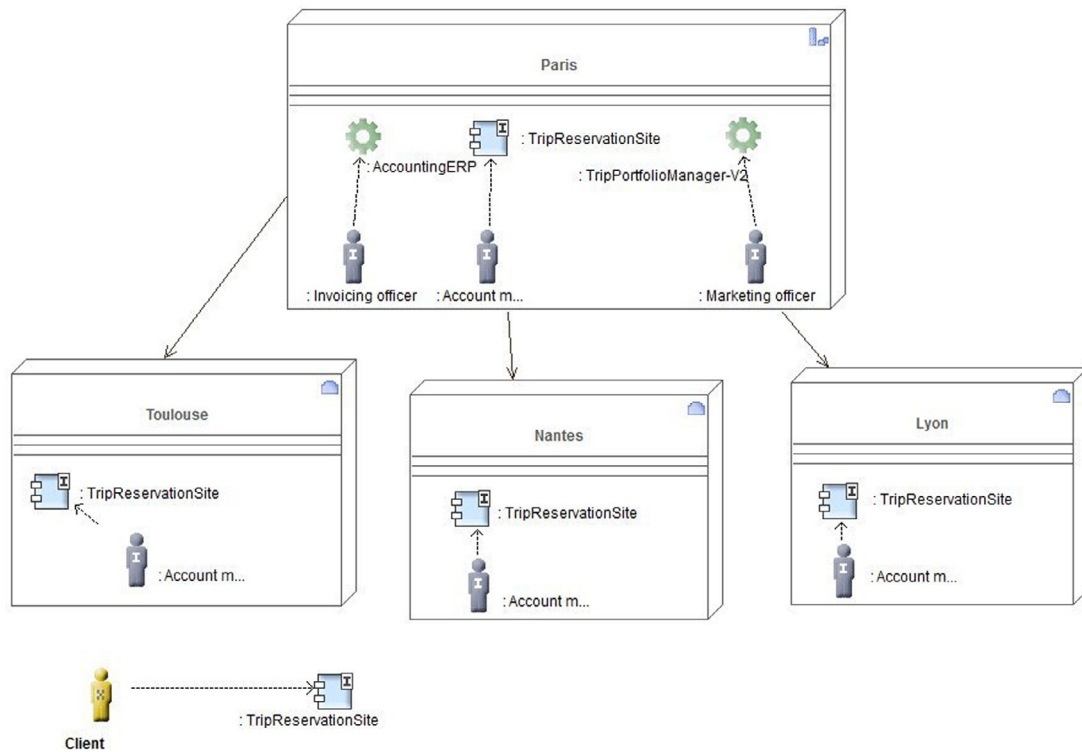 Paris
: TripReservationSite
: AccountingERP
: TripPortfolioManager-V2
: Invoicing officer
: Account m...
: Marketing officer
Toulouse
: TripReservationSite
: Account m...
Nantes
: TripReservationSite
: Account m...
Lyon
: TripReservationSite
: Account m...
: TripReservationSite
Client